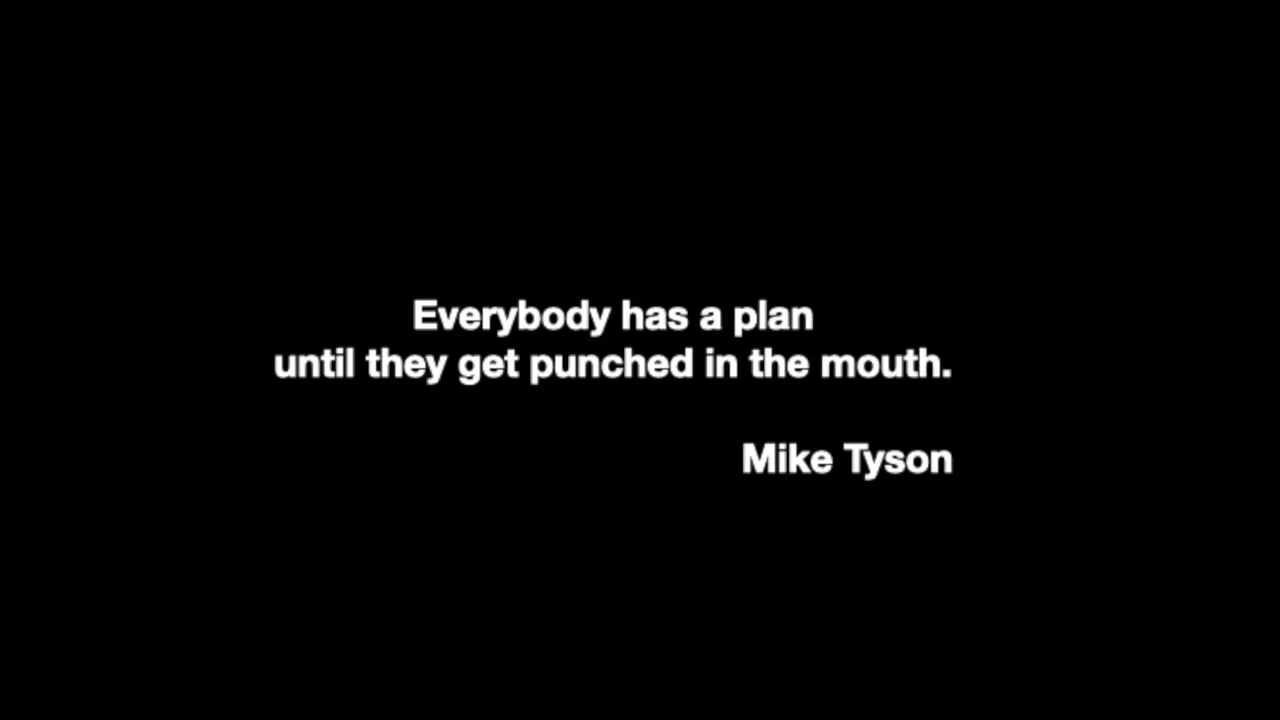 Everybody has a plan
until they get punched in the mouth.
Mike Tyson